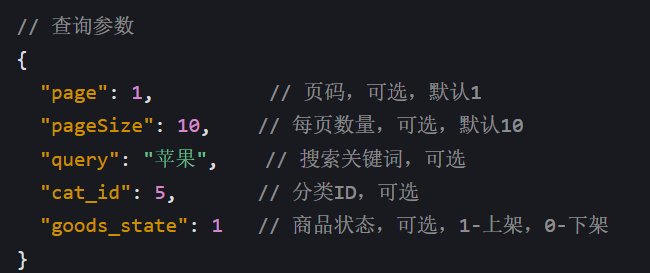 // 查询参数
{
  "page": 1,          // 页码，可选，默认1
  "pageSize": 10,    // 每页数量，可选，默认10
  "query": "苹果",    // 搜索关键词，可选
  "cat_id": 5,       // 分类ID，可选
  "goods_state": 1   // 商品状态，可选，1-上架，0-下架
}